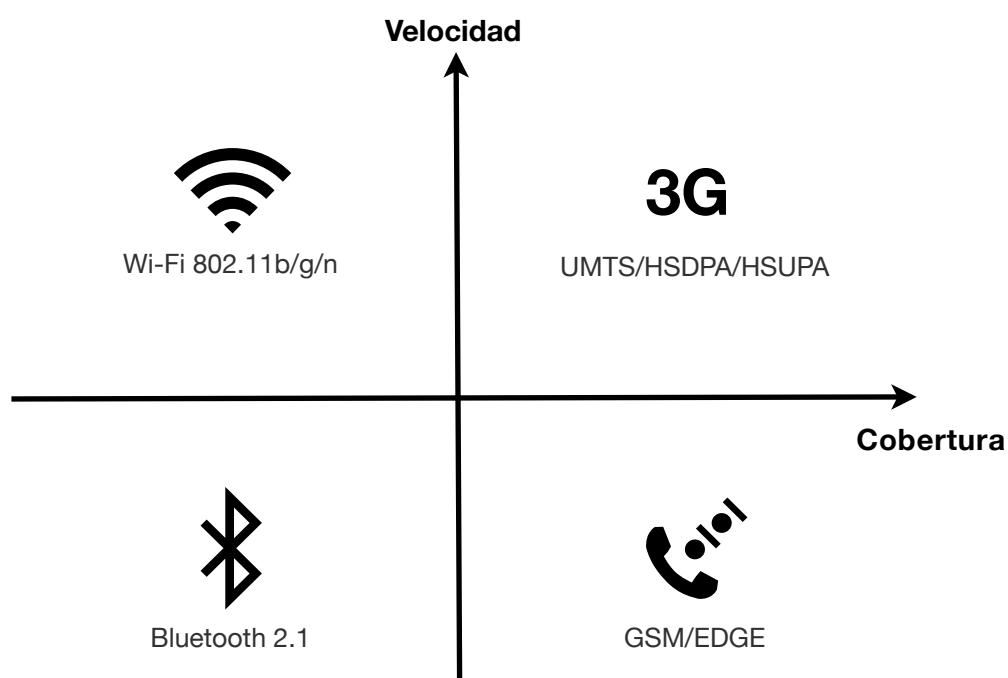 Velocidad
3G
Wi-Fi 802.11b/g/n
UMTS/HSDPA/HSUPA
Cobertura
Bluetooth 2.1
GSM/EDGE